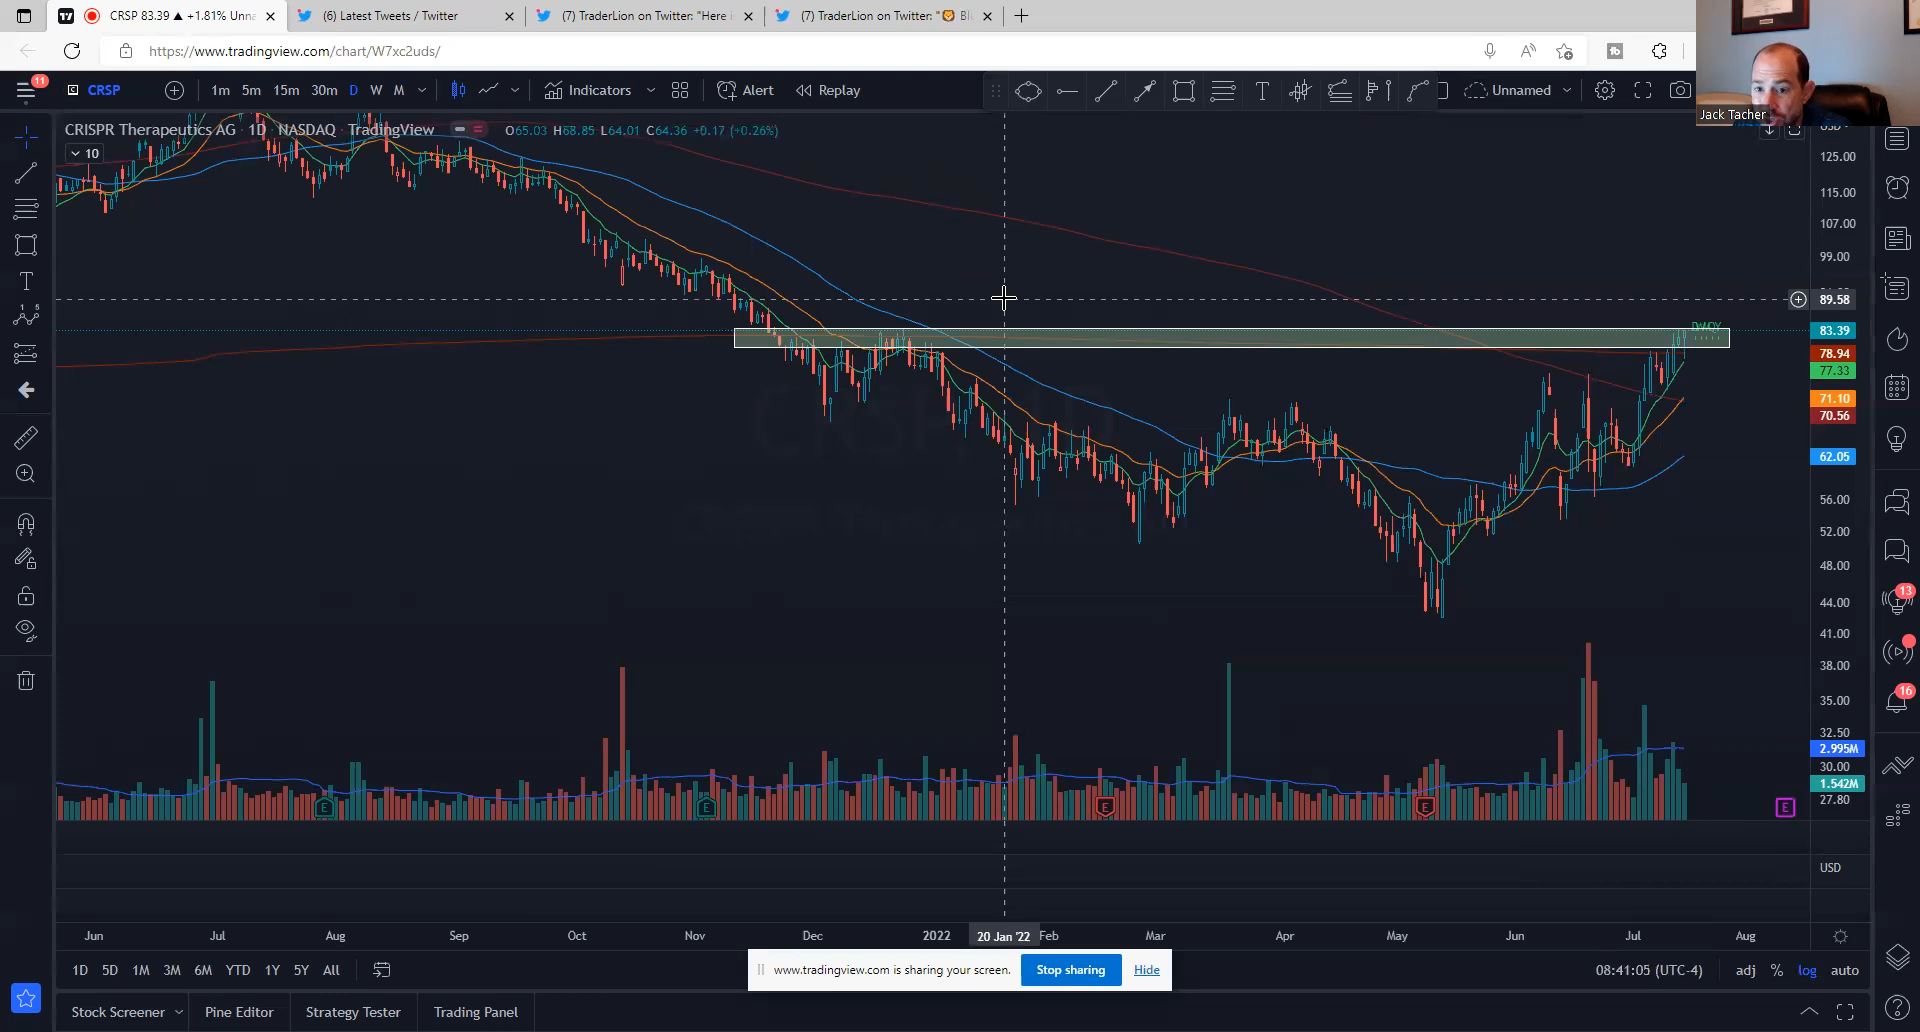 CRSP 83.39 ▲ +1.81% Unna
(6) Latest Tweets / Twitter
(7) TraderLion on Twitter: "Here i
(7) TraderLion on Twitter: "🦁 Bl
https://www.tradingview.com/chart/W7xc2uds/
11
CRSP
1m 5m 15m 30m D W M
Indicators
Alert
Replay
Unnamed
Jack Tacher
CRISPR Therapeutics AG · 1D · NASDAQ · TradingView
O65.03 H68.85 L64.01 C64.36 +0.17 (+0.26%)
10
125.00
115.00
107.00
99.00
89.58
83.39
78.94
77.33
71.10
70.56
62.05
56.00
52.00
48.00
44.00
41.00
38.00
35.00
32.50
2.995M
30.00
1.542M
27.80
USD
13
16
E E E E E
Jun Jul Aug Sep Oct Nov Dec 2022 20 Jan '22 Feb Mar Apr May Jun Jul Aug
1D 5D 1M 3M 6M YTD 1Y 5Y All
www.tradingview.com is sharing your screen.
Stop sharing
Hide
08:41:05 (UTC-4)
adj % log auto
Stock Screener
Pine Editor
Strategy Tester
Trading Panel